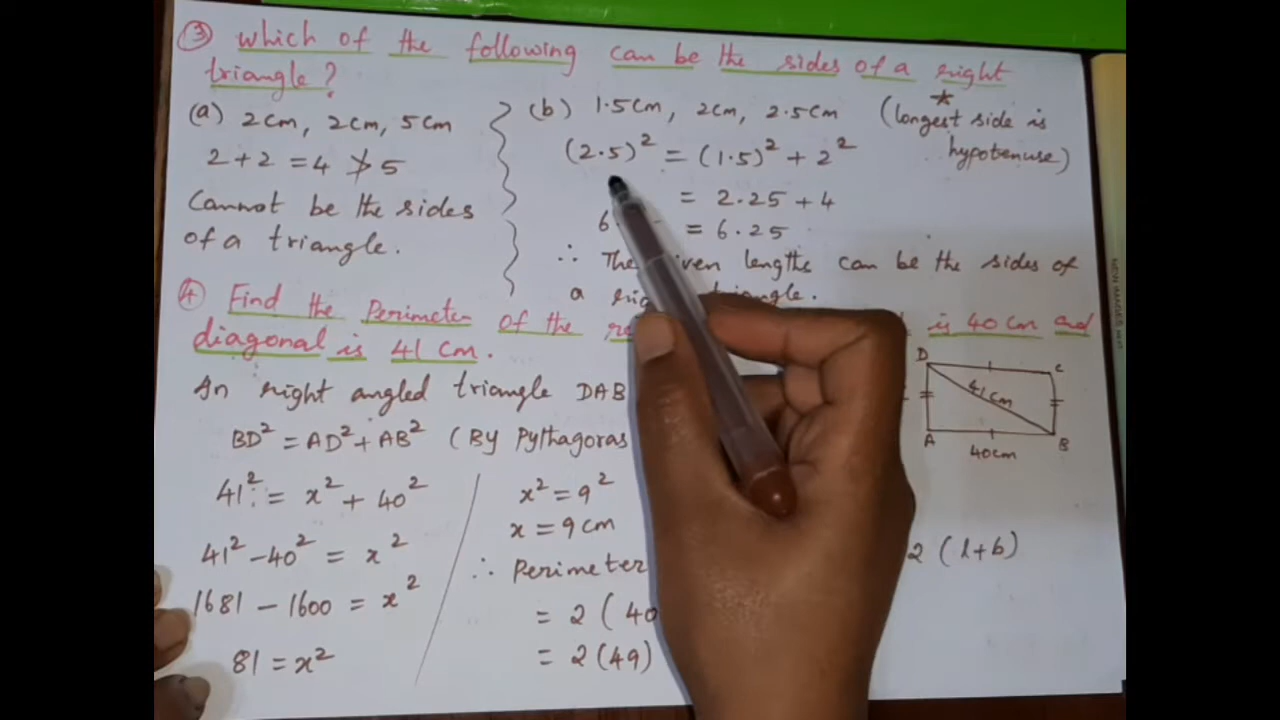 ③ Which of the following can be the sides of a right
triangle?
(a) 2cm, 2cm, 5cm
2 + 2 = 4 ≯ 5
Cannot be the sides
of a triangle.
(b) 1.5cm, 2cm, 2.5cm
(longest side is
hypotenuse)
(2.5)² = (1.5)² + 2²
= 2.25 + 4
6. = 6.25
∴ The given lengths can be the sides of
a right triangle.
④ Find the Perimeter of the is 40 cm and
diagonal is 41 cm.
In right angled triangle DAB
BD² = AD² + AB² (By Pythagoras
41² = x² + 40²
41² - 40² = x²
1681 - 1600 = x²
81 = x²
x² = 9²
x = 9 cm
∴ Perimeter 2 (l+b)
= 2 ( 40
= 2 (49)
D
C
41cm
A
B
40cm